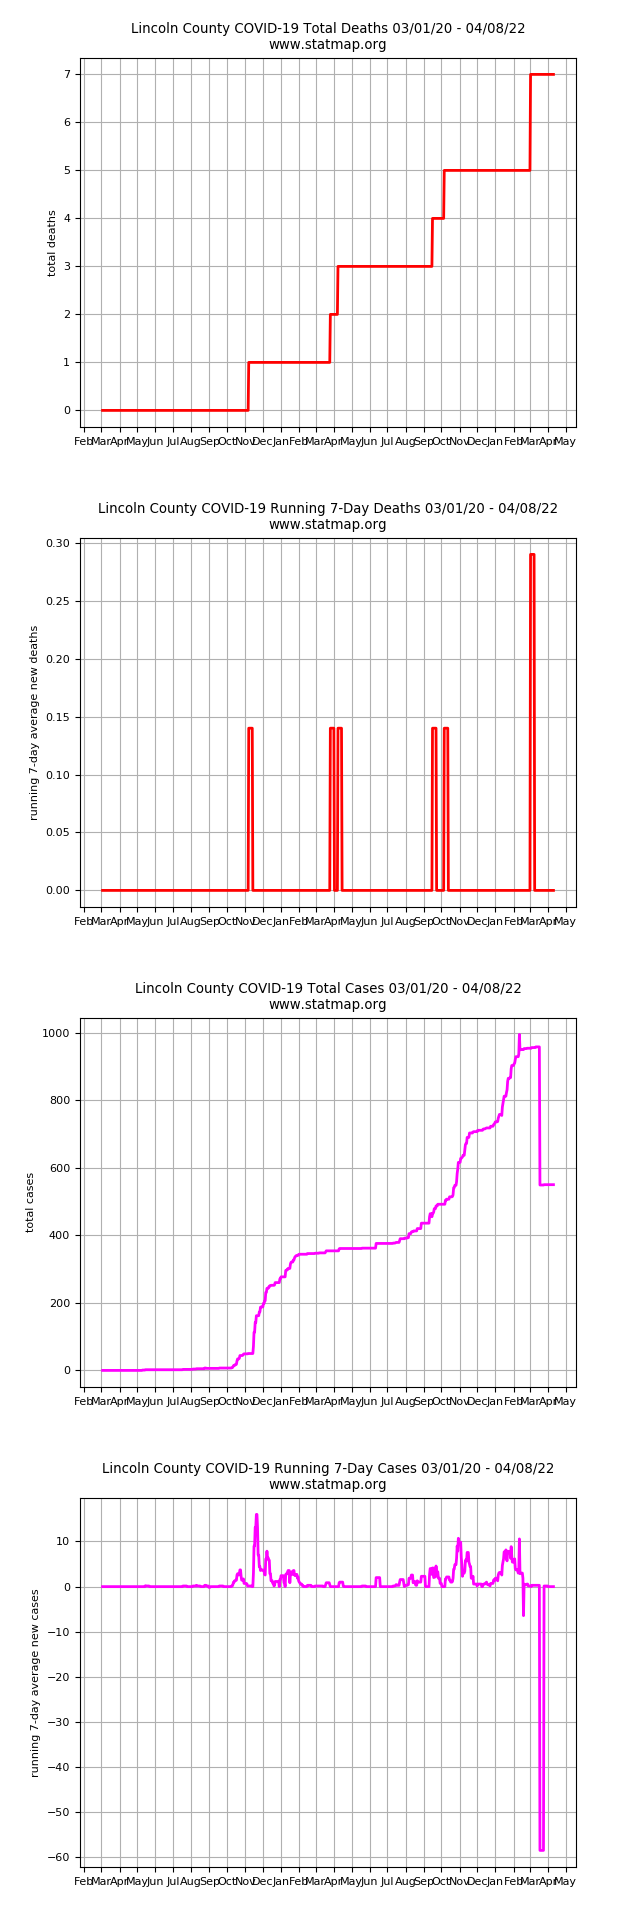 Lincoln County COVID-19 Total Deaths 03/01/20 - 04/08/22
www.statmap.org
7
6
5
4
3
2
1
0
total deaths
Feb Mar Apr May Jun Jul Aug Sep Oct Nov Dec Jan Feb Mar Apr May Jun Jul Aug Sep Oct Nov Dec Jan Feb Mar Apr May
Lincoln County COVID-19 Running 7-Day Deaths 03/01/20 - 04/08/22
www.statmap.org
0.30
0.25
0.20
0.15
0.10
0.05
0.00
running 7-day average new deaths
Feb Mar Apr May Jun Jul Aug Sep Oct Nov Dec Jan Feb Mar Apr May Jun Jul Aug Sep Oct Nov Dec Jan Feb Mar Apr May
Lincoln County COVID-19 Total Cases 03/01/20 - 04/08/22
www.statmap.org
1000
800
600
400
200
0
total cases
Feb Mar Apr May Jun Jul Aug Sep Oct Nov Dec Jan Feb Mar Apr May Jun Jul Aug Sep Oct Nov Dec Jan Feb Mar Apr May
Lincoln County COVID-19 Running 7-Day Cases 03/01/20 - 04/08/22
www.statmap.org
10
0
−10
−20
−30
−40
−50
−60
running 7-day average new cases
Feb Mar Apr May Jun Jul Aug Sep Oct Nov Dec Jan Feb Mar Apr May Jun Jul Aug Sep Oct Nov Dec Jan Feb Mar Apr May